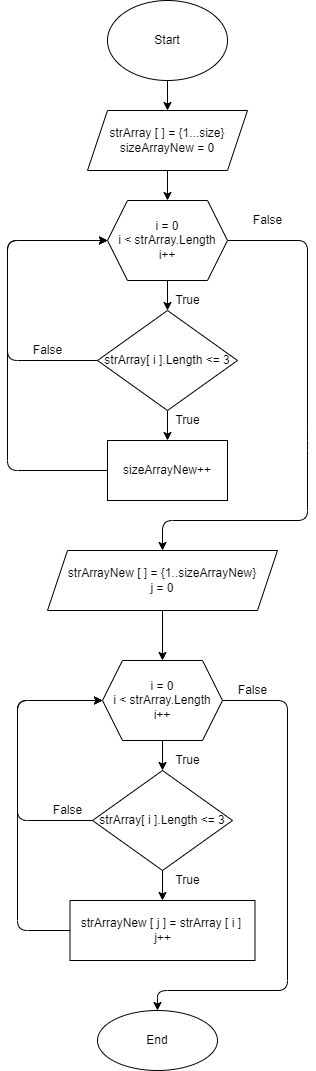 Start
strArray [ ] = {1...size}
sizeArrayNew = 0
i = 0
i < strArray.Length
i++
False
True
strArray[ i ].Length <= 3
False
True
sizeArrayNew++
strArrayNew [ ] = {1..sizeArrayNew}
j = 0
i = 0
i < strArray.Length
i++
False
True
strArray[ i ].Length <= 3
False
True
strArrayNew [ j ] = strArray [ i ]
j++
End